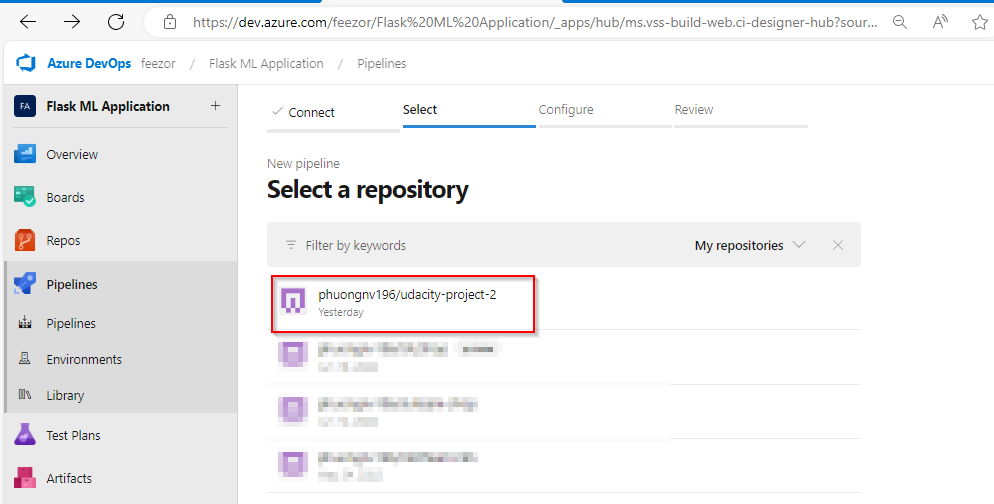 https://dev.azure.com/feezor/Flask%20ML%20Application/_apps/hub/ms.vss-build-web.ci-designer-hub?sour...
Azure DevOps feezor / Flask ML Application / Pipelines
FA Flask ML Application +
Overview
Boards
Repos
Pipelines
Pipelines
Environments
Library
Test Plans
Artifacts
Connect Select Configure Review
New pipeline
Select a repository
Filter by keywords My repositories
phuongnv196/udacity-project-2
Yesterday